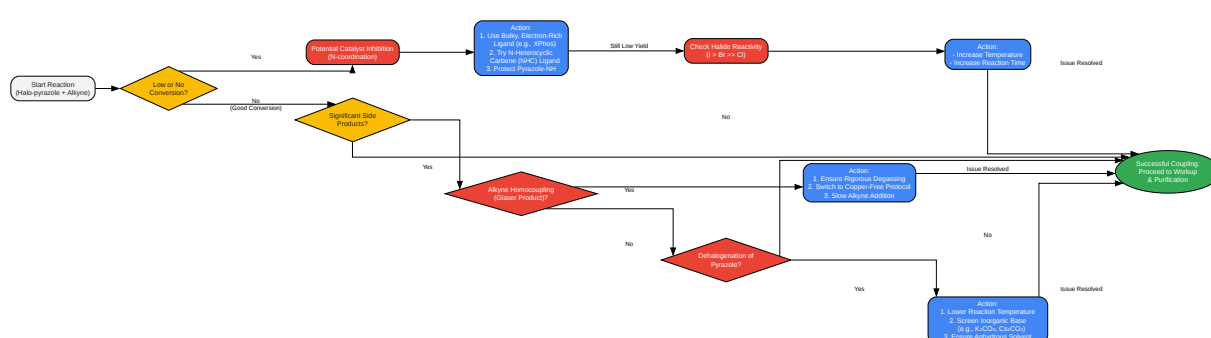 Start Reaction
(Halo-pyrazole + Alkyne)
Low or No
Conversion?
Yes
No
(Good Conversion)
Potential Catalyst Inhibition
(N-coordination)
Action:
1. Use Bulky, Electron-Rich
Ligand (e.g., XPhos)
2. Try N-Heterocyclic
Carbene (NHC) Ligand
3. Protect Pyrazole-NH
Still Low Yield
Check Halide Reactivity
(I > Br >> Cl)
Action:
- Increase Temperature
- Increase Reaction Time
Issue Resolved
Significant Side
Products?
No
Yes
Alkyne Homocoupling
(Glaser Product)?
Yes
Action:
1. Ensure Rigorous Degassing
2. Switch to Copper-Free Protocol
3. Slow Alkyne Addition
Issue Resolved
Successful Coupling:
Proceed to Workup
& Purification
No
Dehalogenation of
Pyrazole?
No
Yes
Action:
1. Lower Reaction Temperature
2. Screen Inorganic Base
(e.g., K₂CO₃, Cs₂CO₃)
3. Ensure Anhydrous Solvent
Issue Resolved